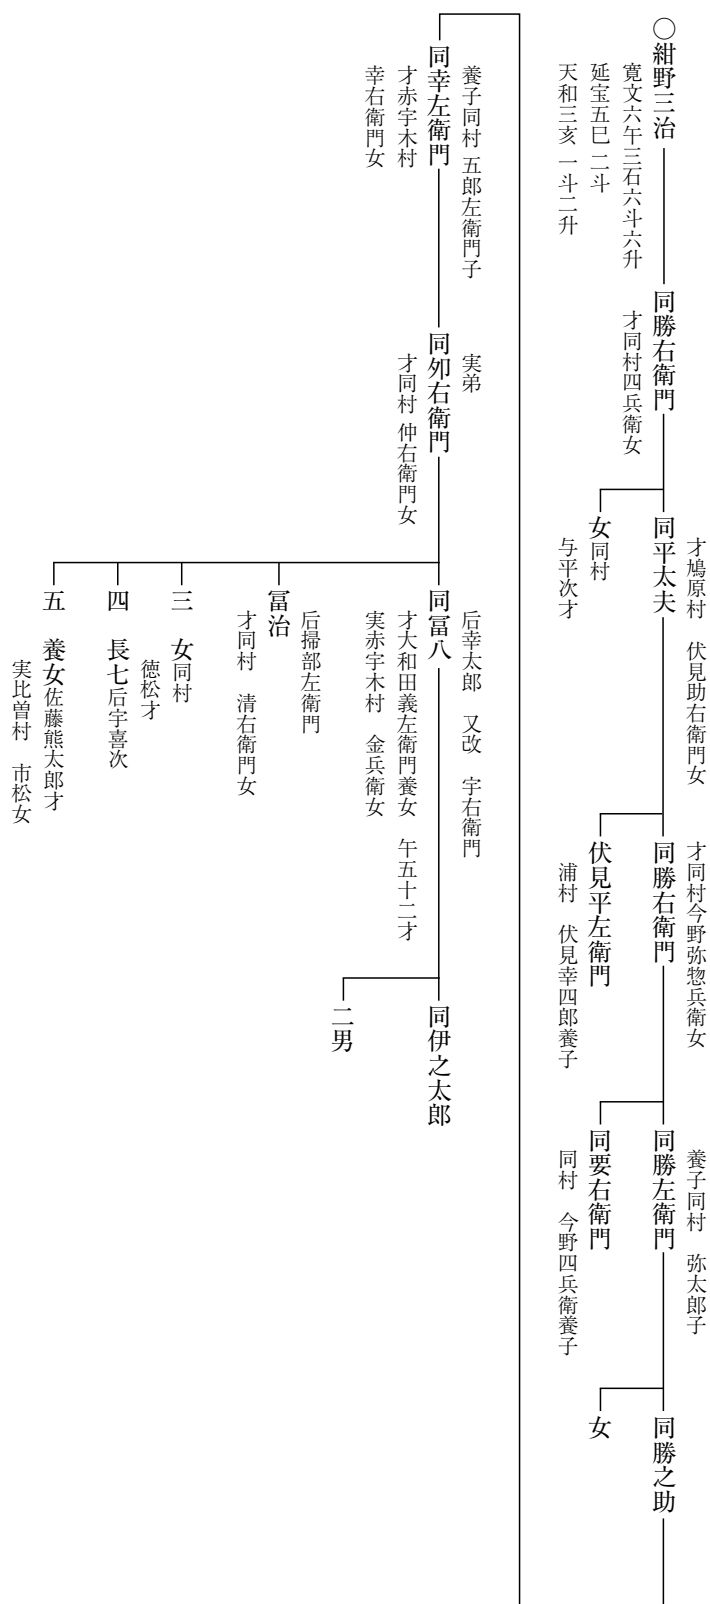 〇紺野三治
寛文六午三石六斗六升
延宝五巳 二斗
天和三亥 一斗二升
同勝右衛門
才同村四兵衛女
才鳩原村 伏見助右衛門女
同平太夫
女同村
与平次才
才同村今野弥惣兵衛女
同勝右衛門
伏見平左衛門
浦村 伏見幸四郎養子
養子同村 弥太郎子
同勝左衛門
同要右衛門
同村 今野四兵衛養子
同勝之助
女
養子同村 五郎左衛門子
同幸左衛門
才赤宇木村
幸右衛門女
実弟
同夘右衛門
才同村 仲右衛門女
后幸太郎 又改 宇右衛門
同冨八
才大和田義左衛門養女 午五十二才
実赤宇木村 金兵衛女
后掃部左衛門
冨治
才同村 清右衛門女
三 女同村
徳松才
四 長七后宇喜次
五 養女佐藤熊太郎才
実比曽村 市松女
同伊之太郎
二男